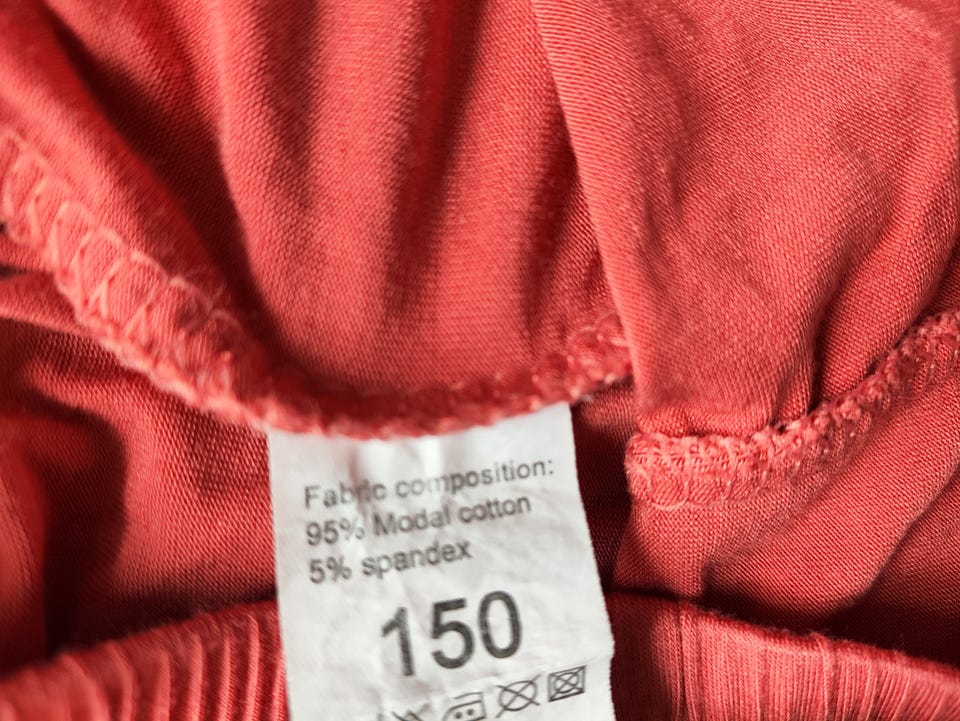 Fabric composition:
95% Modal cotton
5% spandex
150